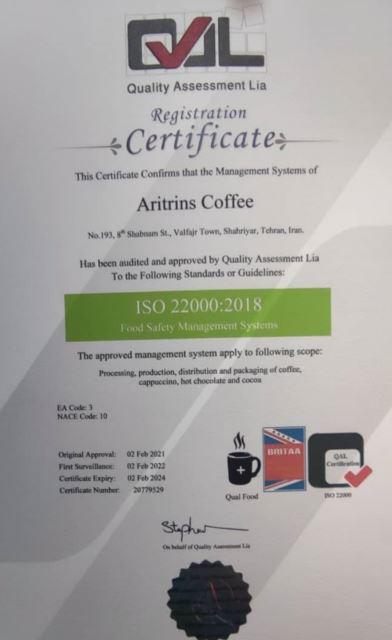 QAL
Quality Assessment Lia
Registration
Certificate
This Certificate Confirms that the Management Systems of
Aritrins Coffee
No.193, 8th Shabnam St., Valfajr Town, Shahriyar, Tehran, Iran.
Has been audited and approved by Quality Assessment Lia
To the Following Standards or Guidelines:
ISO 22000:2018
Food Safety Management Systems
The approved management system apply to following scope:
Processing, production, distribution and packaging of coffee,
cappuccino, hot chocolate and cocoa
EA Code: 3
NACE Code: 10
Original Approval: 02 Feb 2021
First Surveillance: 02 Feb 2022
Certificate Expiry: 02 Feb 2024
Certificate Number: 20779529
Qual Food
BRITAA
QAL
Certification
ISO 22000
Stephen
On behalf of Quality Assessment Lia